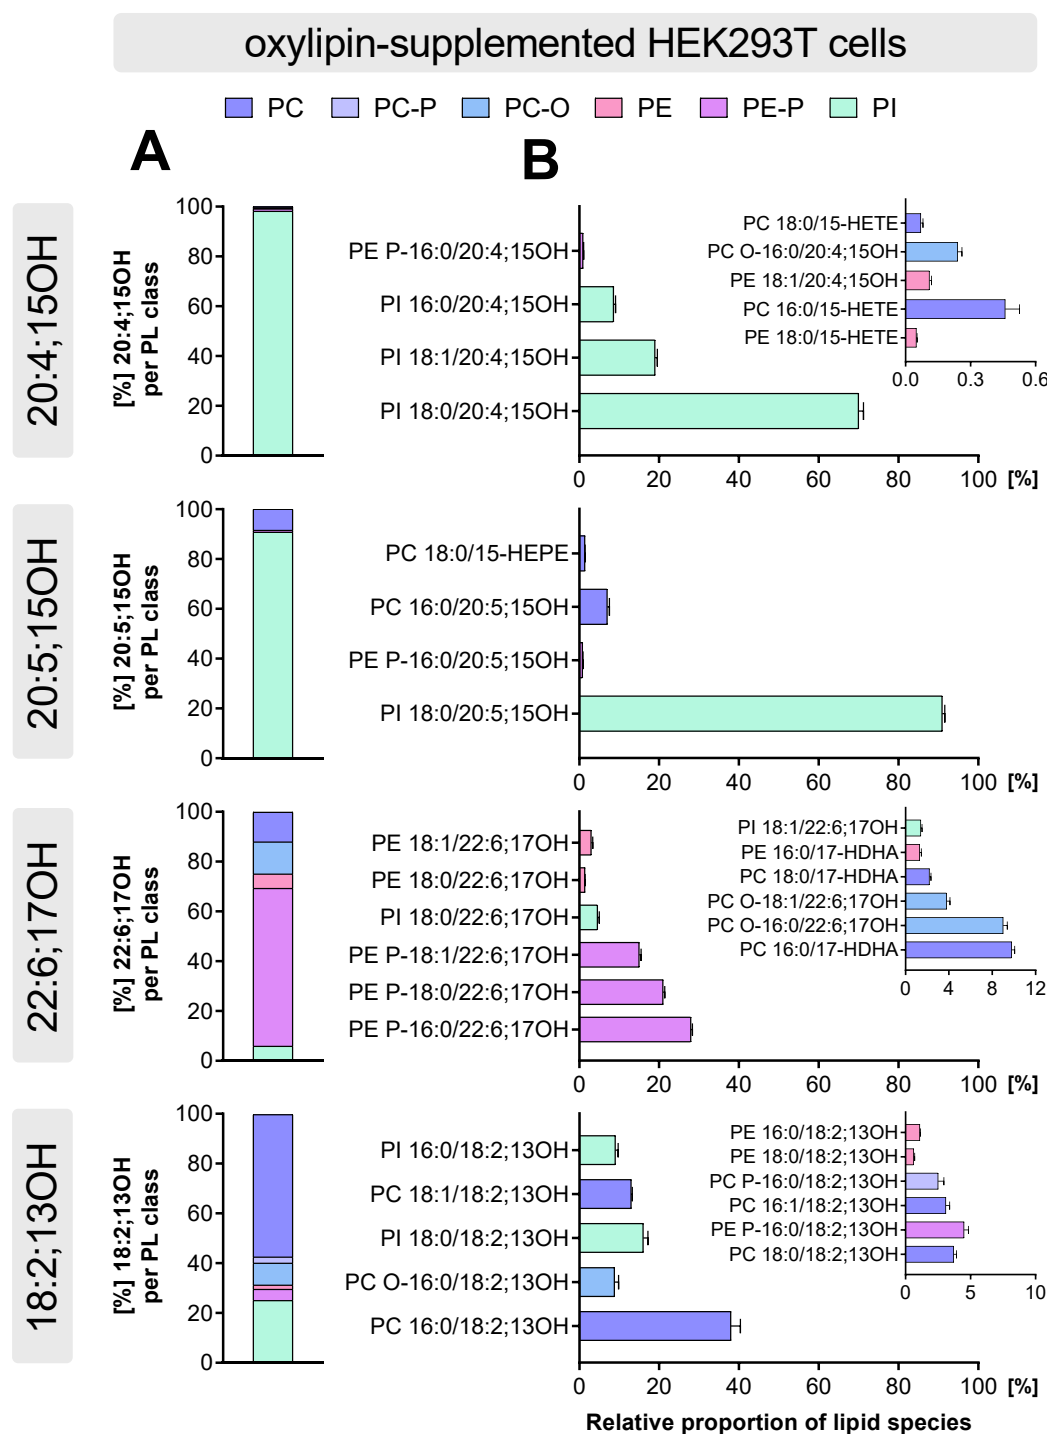 oxylipin-supplemented HEK293T cells
PC PC-P PC-O PE PE-P PI
A
B
20:4;15OH
[%] 20:4;15OH
per PL class
100
80
60
40
20
0
PE P-16:0/20:4;15OH
PI 16:0/20:4;15OH
PI 18:1/20:4;15OH
PI 18:0/20:4;15OH
0 20 40 60 80 100 [%]
PC 18:0/15-HETE
PC O-16:0/20:4;15OH
PE 18:1/20:4;15OH
PC 16:0/15-HETE
PE 18:0/15-HETE
0.0 0.3 0.6
20:5;15OH
[%] 20:5;15OH
per PL class
100
80
60
40
20
0
PC 18:0/15-HEPE
PC 16:0/20:5;15OH
PE P-16:0/20:5;15OH
PI 18:0/20:5;15OH
0 20 40 60 80 100 [%]
22:6;17OH
[%] 22:6;17OH
per PL class
100
80
60
40
20
0
PE 18:1/22:6;17OH
PE 18:0/22:6;17OH
PI 18:0/22:6;17OH
PE P-18:1/22:6;17OH
PE P-18:0/22:6;17OH
PE P-16:0/22:6;17OH
0 20 40 60 80 100 [%]
PI 18:1/22:6;17OH
PE 16:0/17-HDHA
PC 18:0/17-HDHA
PC O-18:1/22:6;17OH
PC O-16:0/22:6;17OH
PC 16:0/17-HDHA
0 4 8 12
18:2;13OH
[%] 18:2;13OH
per PL class
100
80
60
40
20
0
PI 16:0/18:2;13OH
PC 18:1/18:2;13OH
PI 18:0/18:2;13OH
PC O-16:0/18:2;13OH
PC 16:0/18:2;13OH
0 20 40 60 80 100 [%]
PE 16:0/18:2;13OH
PE 18:0/18:2;13OH
PC P-16:0/18:2;13OH
PC 16:1/18:2;13OH
PE P-16:0/18:2;13OH
PC 18:0/18:2;13OH
0 5 10
Relative proportion of lipid species